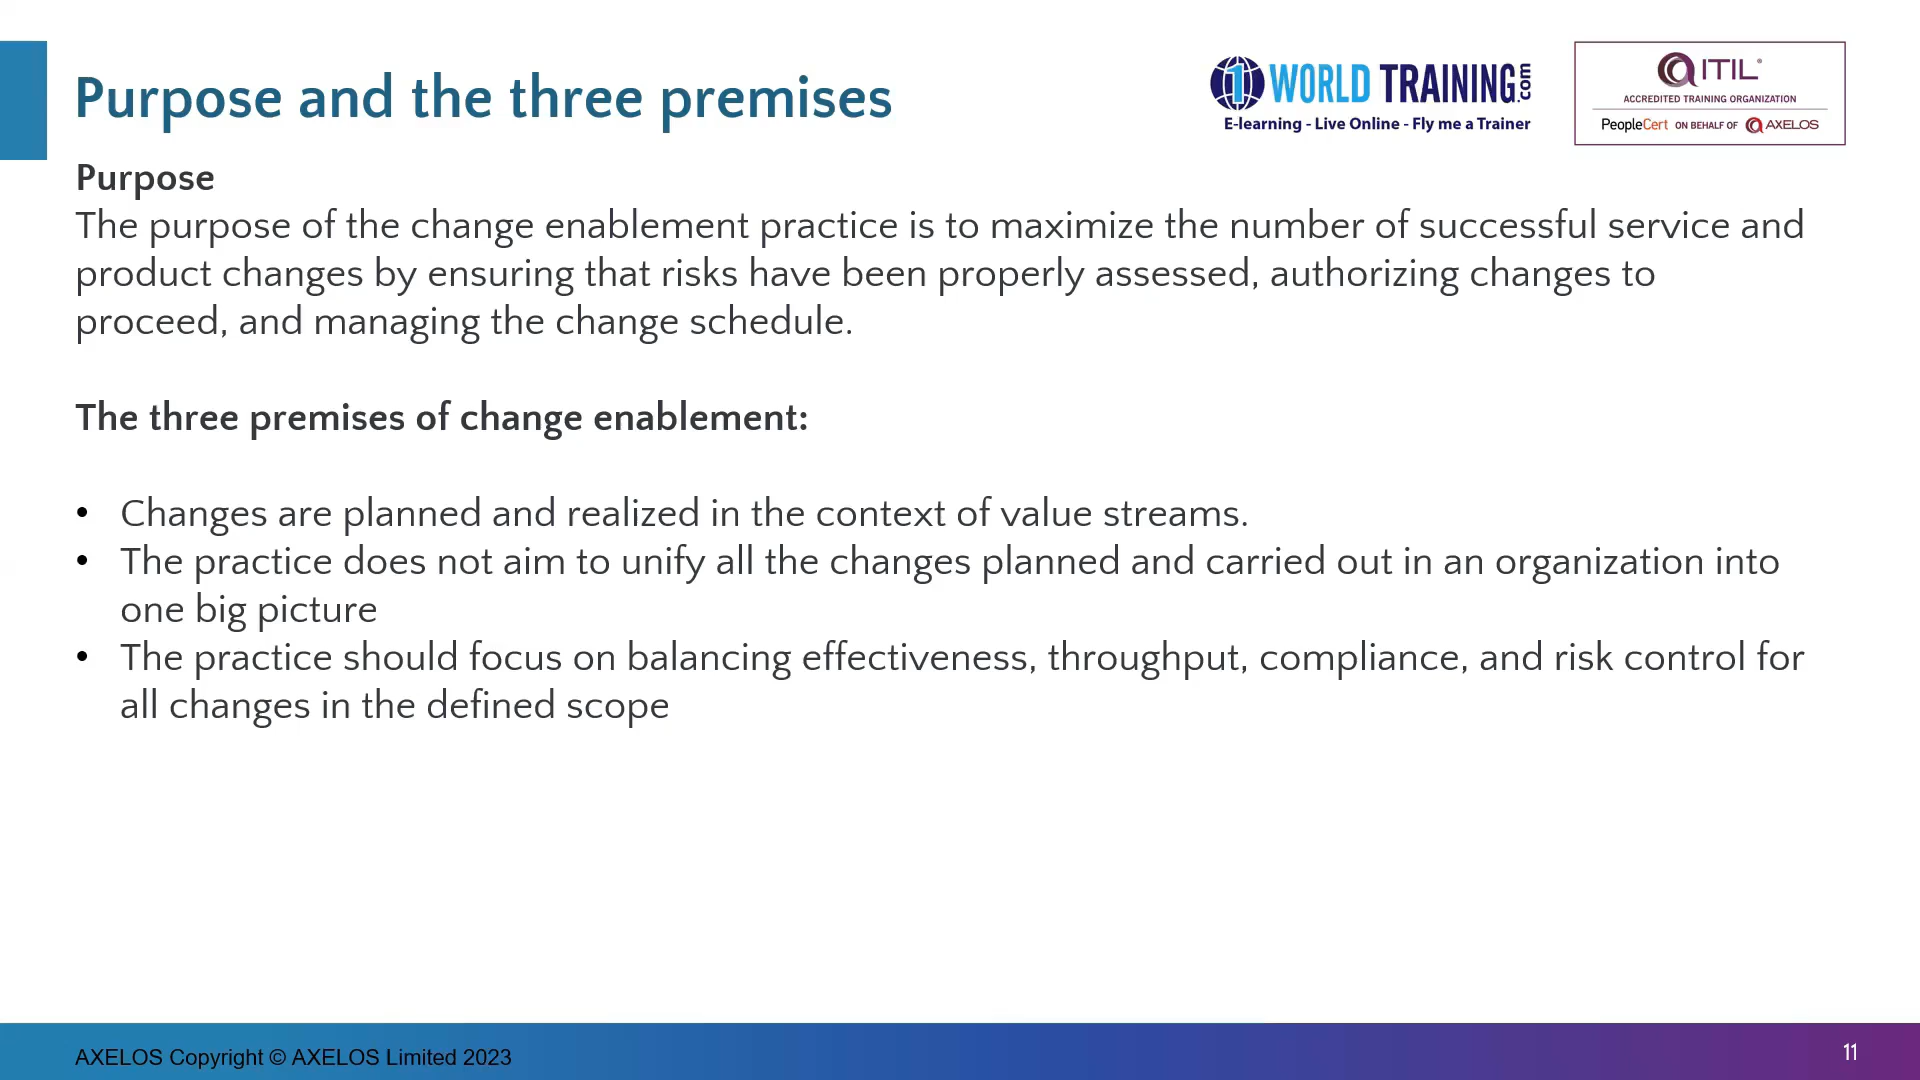 Purpose and the three premises
1 WORLD TRAINING .com
E-learning - Live Online - Fly me a Trainer
ITIL®
ACCREDITED TRAINING ORGANIZATION
PeopleCert ON BEHALF OF AXELOS
Purpose
The purpose of the change enablement practice is to maximize the number of successful service and
product changes by ensuring that risks have been properly assessed, authorizing changes to
proceed, and managing the change schedule.
The three premises of change enablement:
• Changes are planned and realized in the context of value streams.
• The practice does not aim to unify all the changes planned and carried out in an organization into
one big picture
• The practice should focus on balancing effectiveness, throughput, compliance, and risk control for
all changes in the defined scope
AXELOS Copyright © AXELOS Limited 2023
11